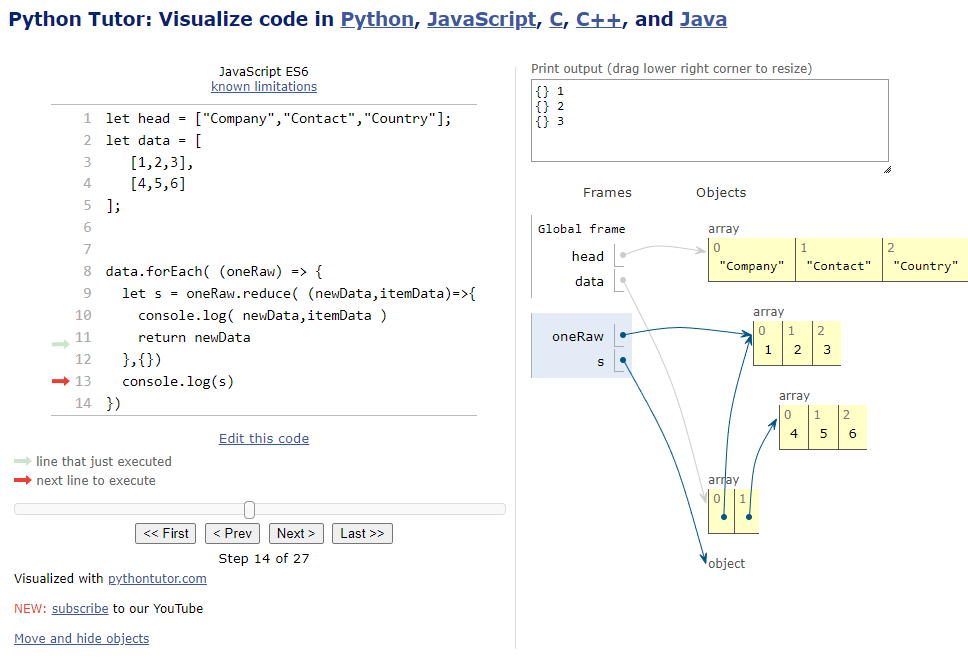 Python Tutor: Visualize code in Python, JavaScript, C, C++, and Java
JavaScript ES6
known limitations
1 let head = ["Company","Contact","Country"];
2 let data = [
3    [1,2,3],
4    [4,5,6]
5 ];
6
7
8 data.forEach( (oneRaw) => {
9   let s = oneRaw.reduce( (newData,itemData)=>{
10     console.log( newData,itemData )
11     return newData
12   },{})
13   console.log(s)
14 })
Edit this code
line that just executed
next line to execute
<< First < Prev Next > Last >>
Step 14 of 27
Visualized with pythontutor.com
NEW: subscribe to our YouTube
Move and hide objects
Print output (drag lower right corner to resize)
{} 1
{} 2
{} 3
Frames Objects
Global frame
head
data
oneRaw
s
array
0 1 2
"Company" "Contact" "Country"
array
0 1 2
1 2 3
array
0 1 2
4 5 6
array
0 1
object